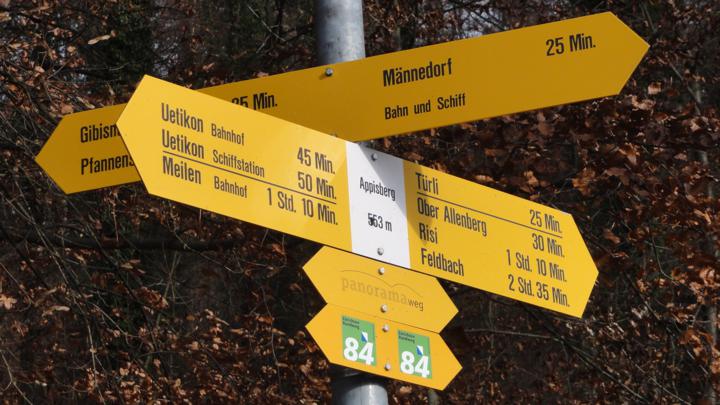 Männedorf 25 Min.
Bahn und Schiff
25 Min.
Uetikon Bahnhof 45 Min.
Uetikon Schiffstation 50 Min.
Meilen Bahnhof 1 Std. 10 Min.
Appisberg
553 m
Türli 25 Min.
Ober Allenberg 30 Min.
Risi 1 Std. 10 Min.
Feldbach 2 Std. 35 Min.
panoramaweg
84
84